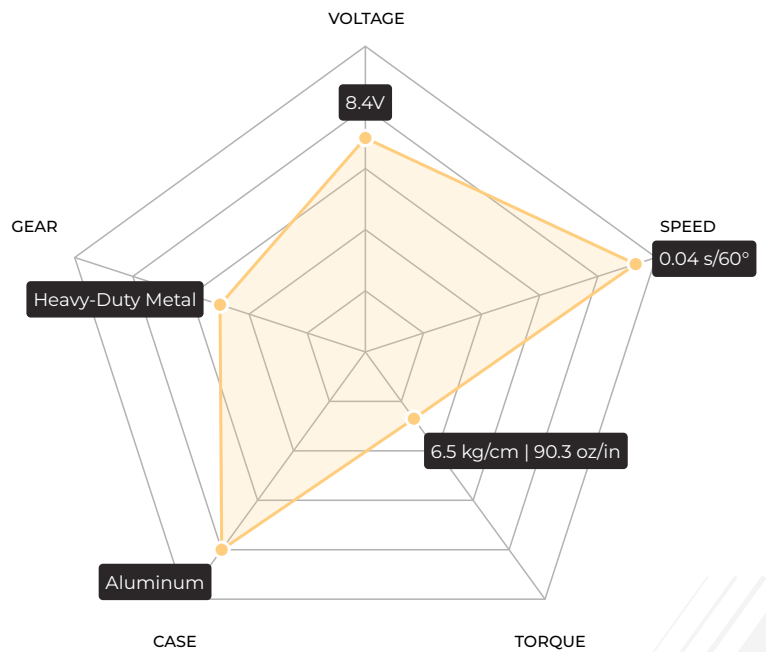 VOLTAGE
8.4V
GEAR
SPEED
0.04 s/60°
Heavy-Duty Metal
6.5 kg/cm | 90.3 oz/in
Aluminum
CASE
TORQUE